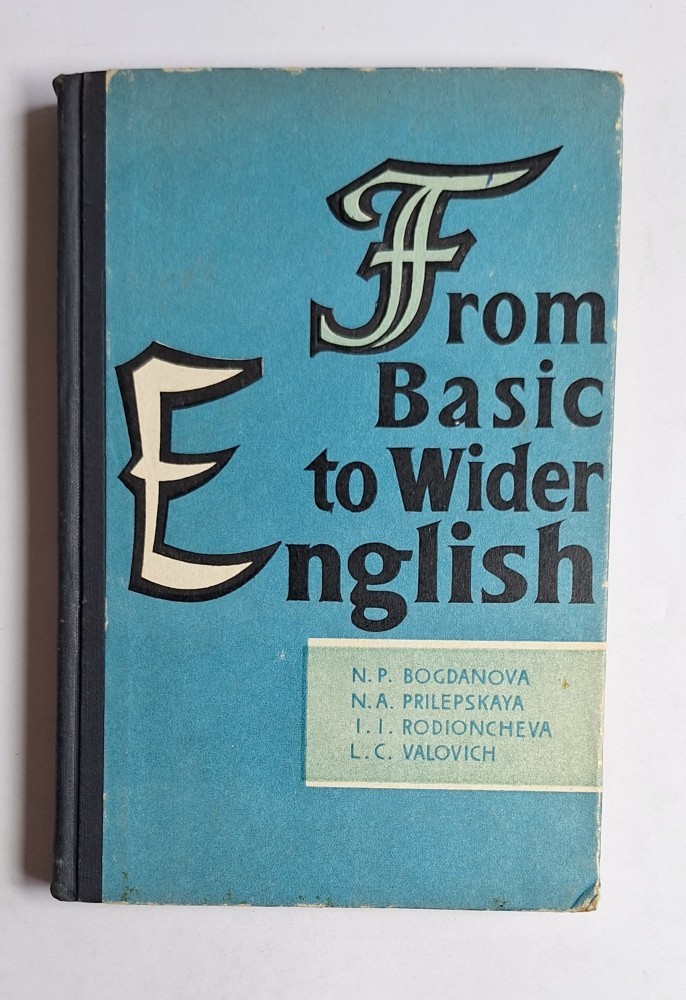 From
Basic
to Wider
English
N.P. BOGDANOVA
N.A. PRILEPSKAYA
I.I. RODIONCHEVA
L.C. VALOVICH